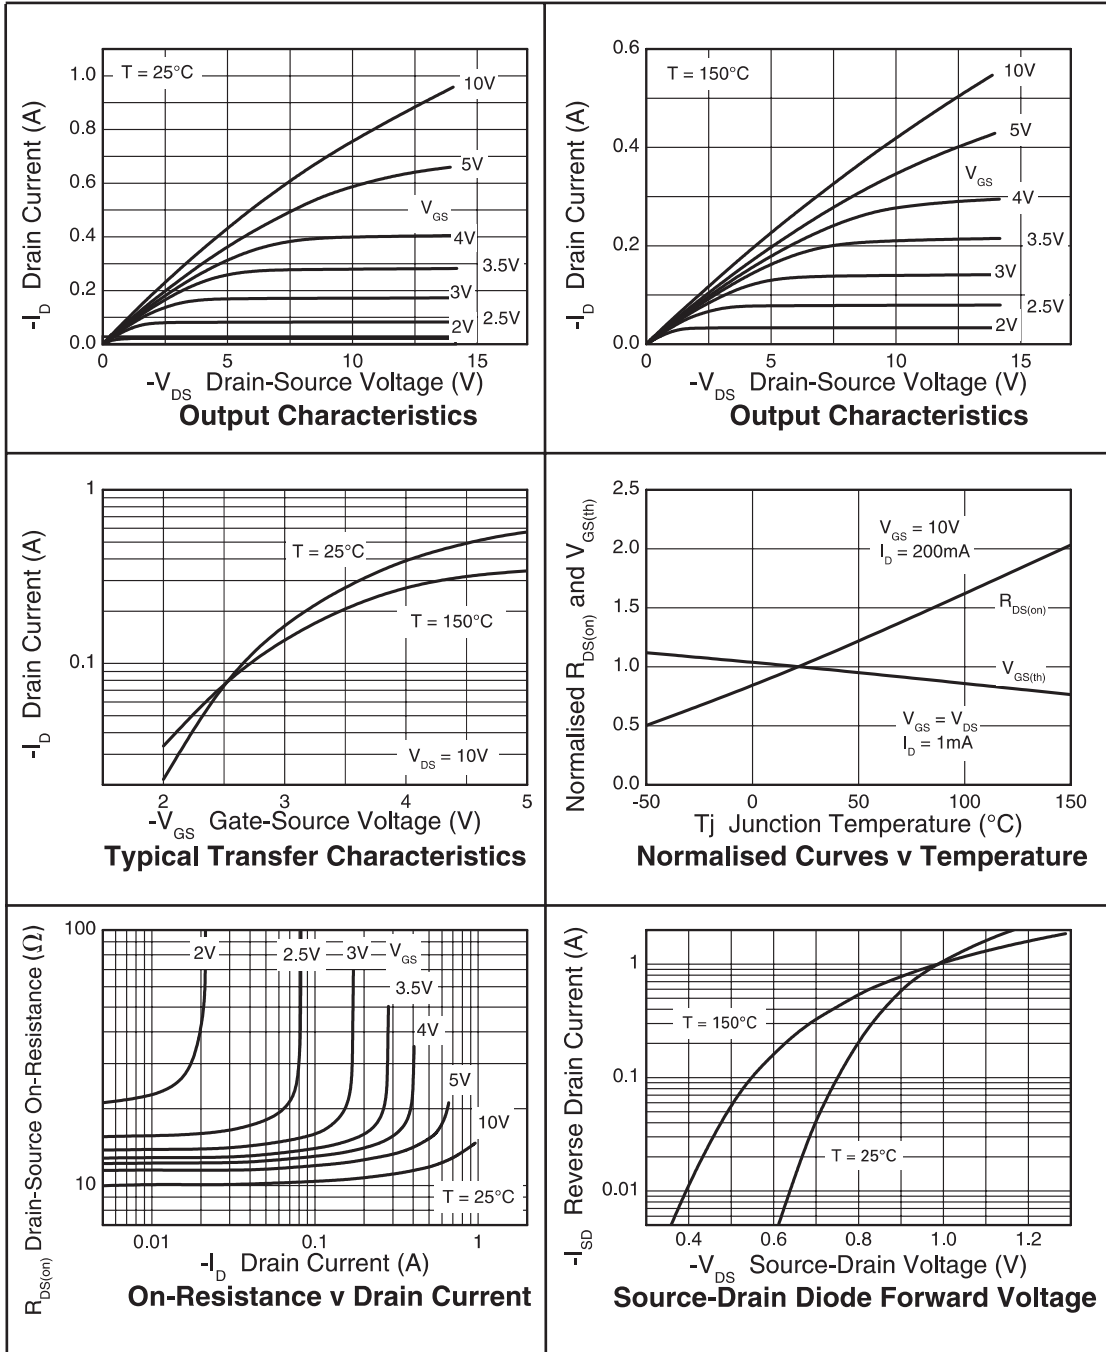 -I_D Drain Current (A)
1.0
0.8
0.6
0.4
0.2
0.0
T = 25°C
10V
5V
V_GS
4V
3.5V
3V
2.5V
2V
0 5 10 15
-V_DS Drain-Source Voltage (V)
Output Characteristics
-I_D Drain Current (A)
0.6
0.4
0.2
0.0
T = 150°C
10V
5V
V_GS
4V
3.5V
3V
2.5V
2V
0 5 10 15
-V_DS Drain-Source Voltage (V)
Output Characteristics
-I_D Drain Current (A)
1
0.1
T = 25°C
T = 150°C
V_DS = 10V
2 3 4 5
-V_GS Gate-Source Voltage (V)
Typical Transfer Characteristics
Normalised R_DS(on) and V_GS(th)
2.5
2.0
1.5
1.0
0.5
0.0
V_GS = 10V
I_D = 200mA
R_DS(on)
V_GS(th)
V_GS = V_DS
I_D = 1mA
-50 0 50 100 150
Tj Junction Temperature (°C)
Normalised Curves v Temperature
R_DS(on) Drain-Source On-Resistance (Ω)
100
10
2V 2.5V 3V V_GS
3.5V
4V
5V
10V
T = 25°C
0.01 0.1 1
-I_D Drain Current (A)
On-Resistance v Drain Current
-I_SD Reverse Drain Current (A)
1
0.1
0.01
T = 150°C
T = 25°C
0.4 0.6 0.8 1.0 1.2
-V_DS Source-Drain Voltage (V)
Source-Drain Diode Forward Voltage